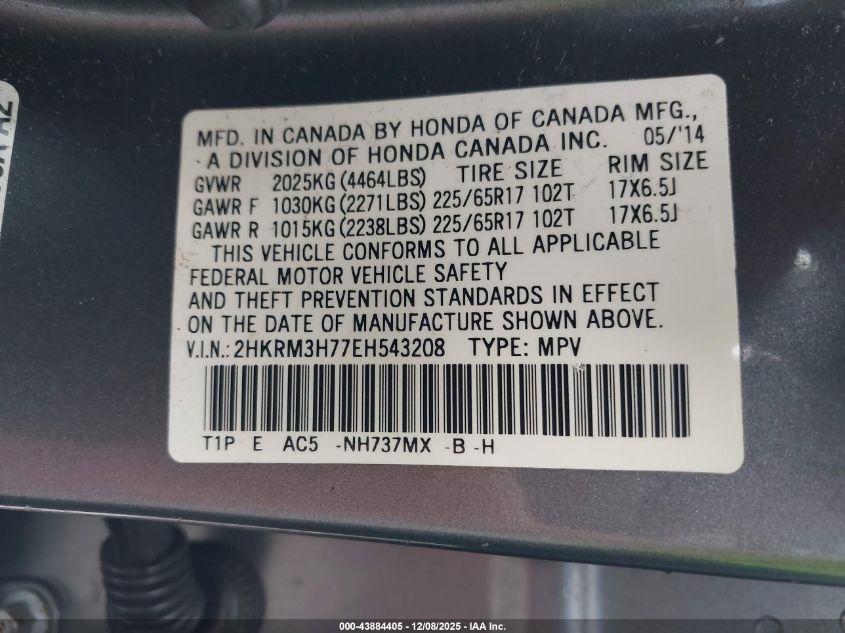 MFD. IN CANADA BY HONDA OF CANADA MFG.,
A DIVISION OF HONDA CANADA INC. 05/'14
GVWR 2025KG (4464LBS) TIRE SIZE RIM SIZE
GAWR F 1030KG (2271LBS) 225/65R17 102T 17X6.5J
GAWR R 1015KG (2238LBS) 225/65R17 102T 17X6.5J
THIS VEHICLE CONFORMS TO ALL APPLICABLE
FEDERAL MOTOR VEHICLE SAFETY
AND THEFT PREVENTION STANDARDS IN EFFECT
ON THE DATE OF MANUFACTURE SHOWN ABOVE.
V.I.N.: 2HKRM3H77EH543208 TYPE: MPV
T1P E AC5 -NH737MX -B -H
000-43884405 - 12/08/2025 - IAA Inc.